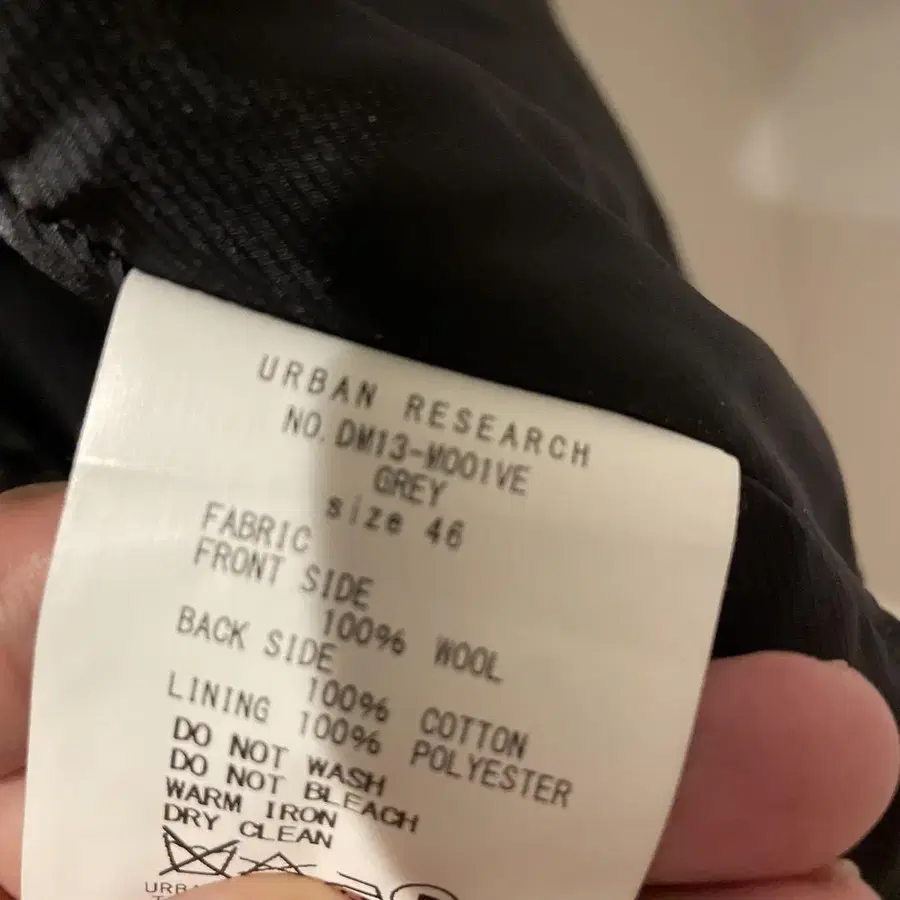 URBAN RESEARCH
NO.DM13-M001VE
GREY
size 46
FABRIC
FRONT SIDE
100% WOOL
BACK SIDE
100% COTTON
LINING 100% POLYESTER
DO NOT WASH
DO NOT BLEACH
WARM IRON
DRY CLEAN